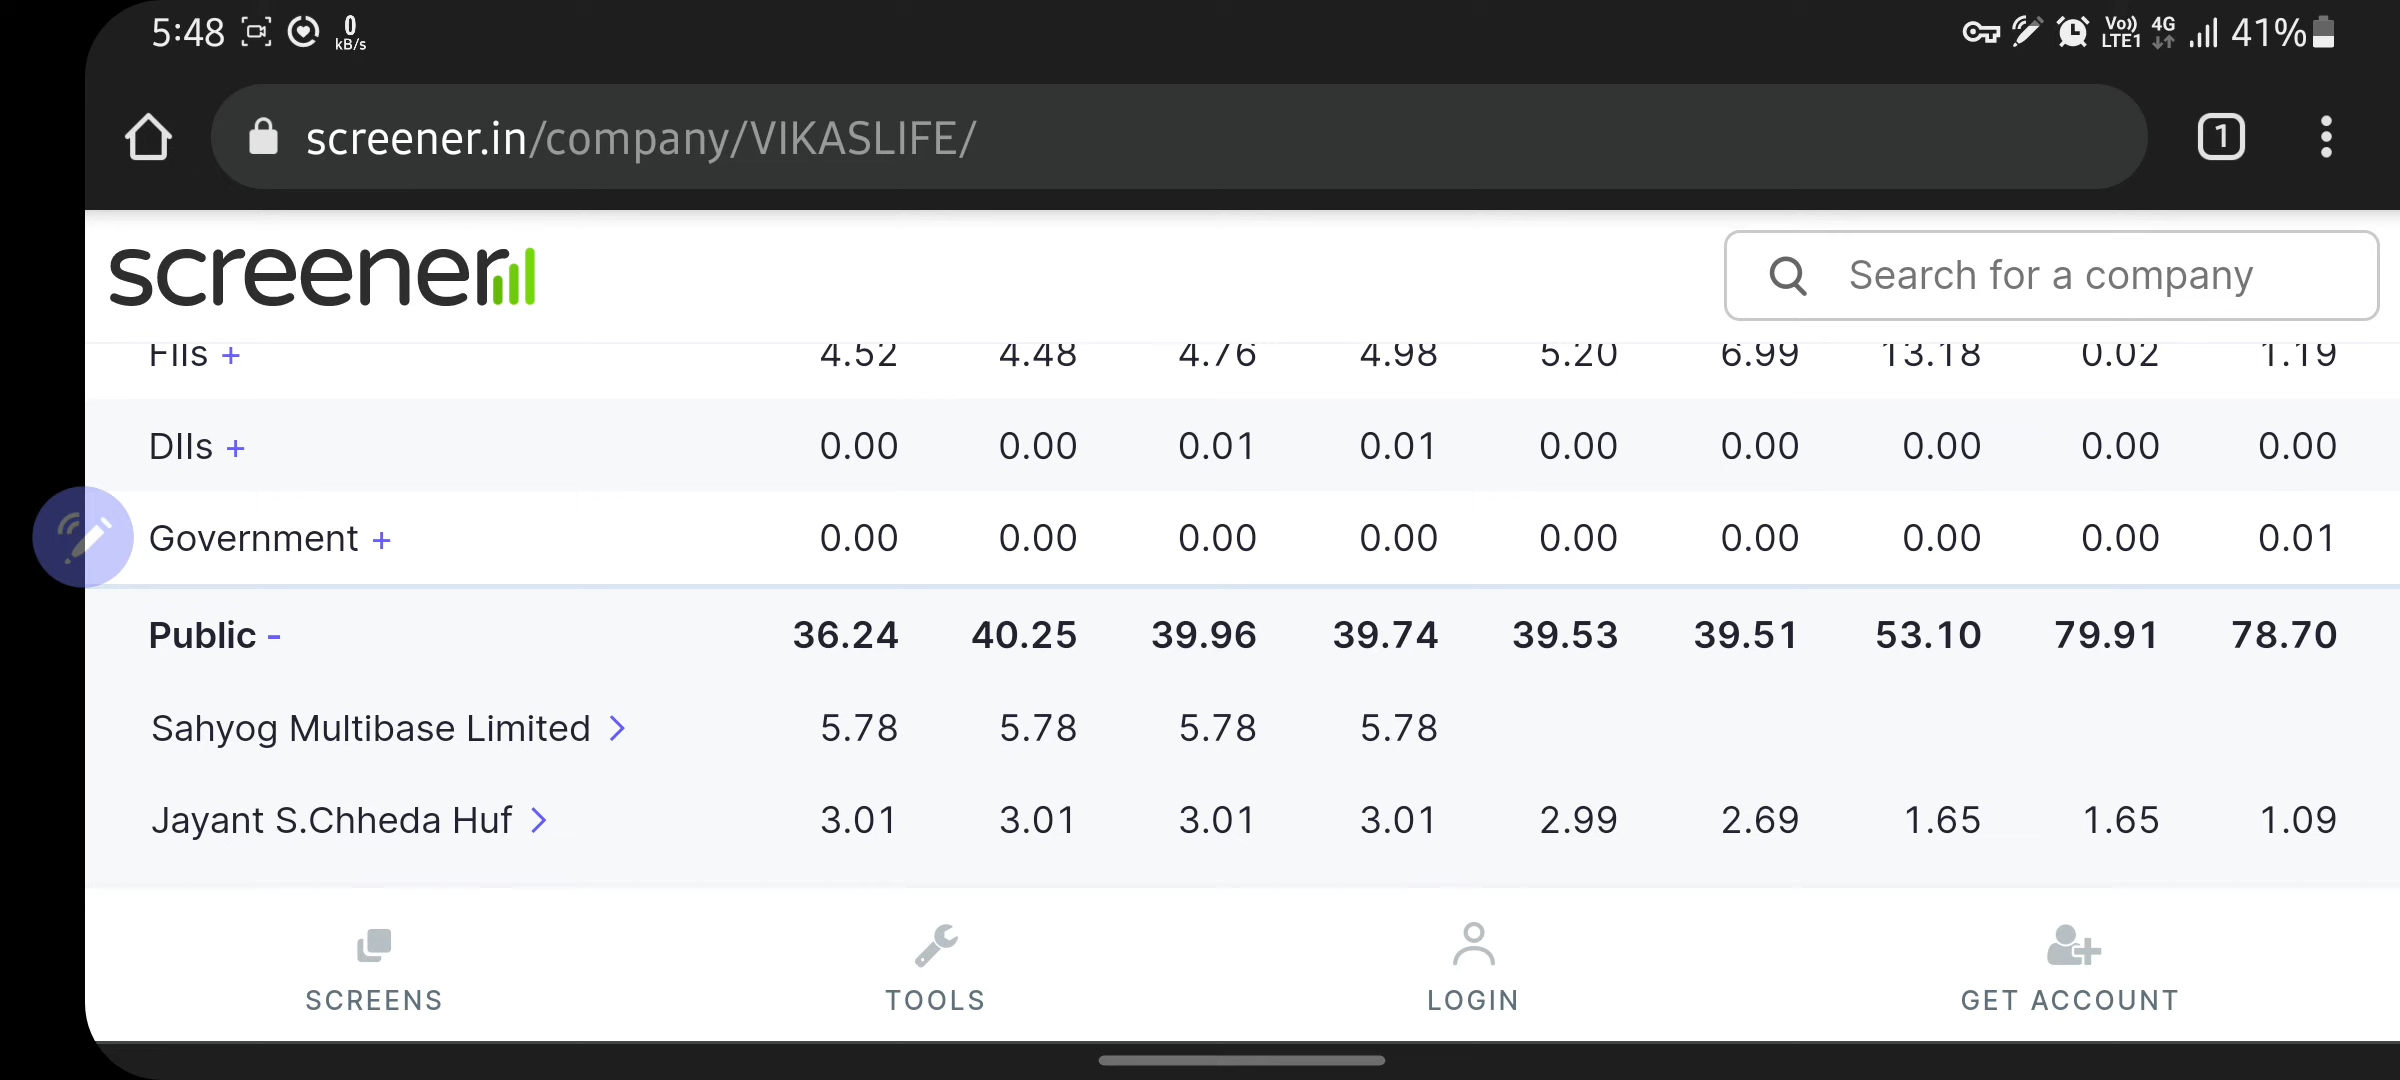 5:48 0 kB/s Vo)) LTE1 4G 41%
screener.in/company/VIKASLIFE/ 1
screener Search for a company
FIIs + 4.52 4.48 4.76 4.98 5.20 6.99 13.18 0.02 1.19
DIIs + 0.00 0.00 0.01 0.01 0.00 0.00 0.00 0.00 0.00
Government + 0.00 0.00 0.00 0.00 0.00 0.00 0.00 0.00 0.01
Public - 36.24 40.25 39.96 39.74 39.53 39.51 53.10 79.91 78.70
Sahyog Multibase Limited > 5.78 5.78 5.78 5.78
Jayant S.Chheda Huf > 3.01 3.01 3.01 3.01 2.99 2.69 1.65 1.65 1.09
SCREENS TOOLS LOGIN GET ACCOUNT